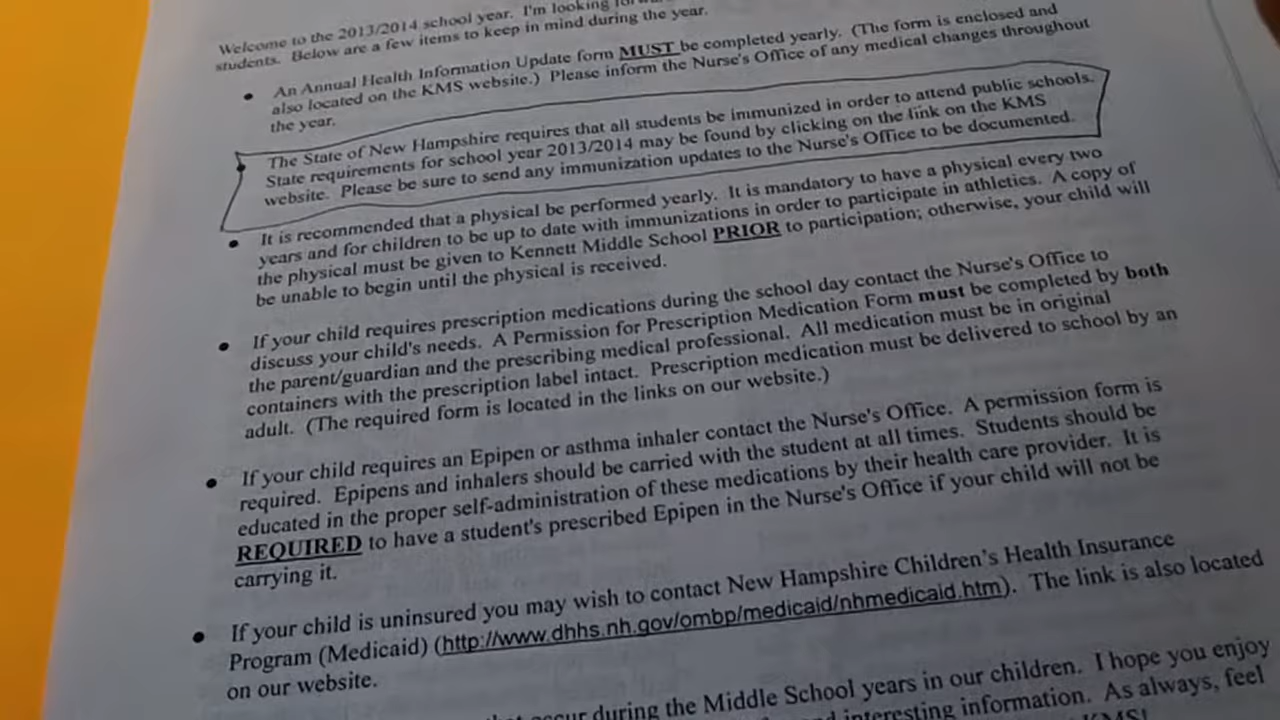 Welcome to the 2013/2014 school year. I'm looking
students. Below are a few items to keep in mind during the year.
• An Annual Health Information Update form MUST be completed yearly. (The form is enclosed and
also located on the KMS website.) Please inform the Nurse's Office of any medical changes throughout
the year.
• The State of New Hampshire requires that all students be immunized in order to attend public schools.
State requirements for school year 2013/2014 may be found by clicking on the link on the KMS
website. Please be sure to send any immunization updates to the Nurse's Office to be documented.
• It is recommended that a physical be performed yearly. It is mandatory to have a physical every two
years and for children to be up to date with immunizations in order to participate in athletics. A copy of
the physical must be given to Kennett Middle School PRIOR to participation; otherwise, your child will
be unable to begin until the physical is received.
• If your child requires prescription medications during the school day contact the Nurse's Office to
discuss your child's needs. A Permission for Prescription Medication Form must be completed by both
the parent/guardian and the prescribing medical professional. All medication must be in original
containers with the prescription label intact. Prescription medication must be delivered to school by an
adult. (The required form is located in the links on our website.)
• If your child requires an Epipen or asthma inhaler contact the Nurse's Office. A permission form is
required. Epipens and inhalers should be carried with the student at all times. Students should be
educated in the proper self-administration of these medications by their health care provider. It is
REQUIRED to have a student's prescribed Epipen in the Nurse's Office if your child will not be
carrying it.
• If your child is uninsured you may wish to contact New Hampshire Children's Health Insurance
Program (Medicaid) (http://www.dhhs.nh.gov/ombp/medicaid/nhmedicaid.htm). The link is also located
on our website.
occur during the Middle School years in our children. I hope you enjoy
interesting information. As always, feel
KMS!